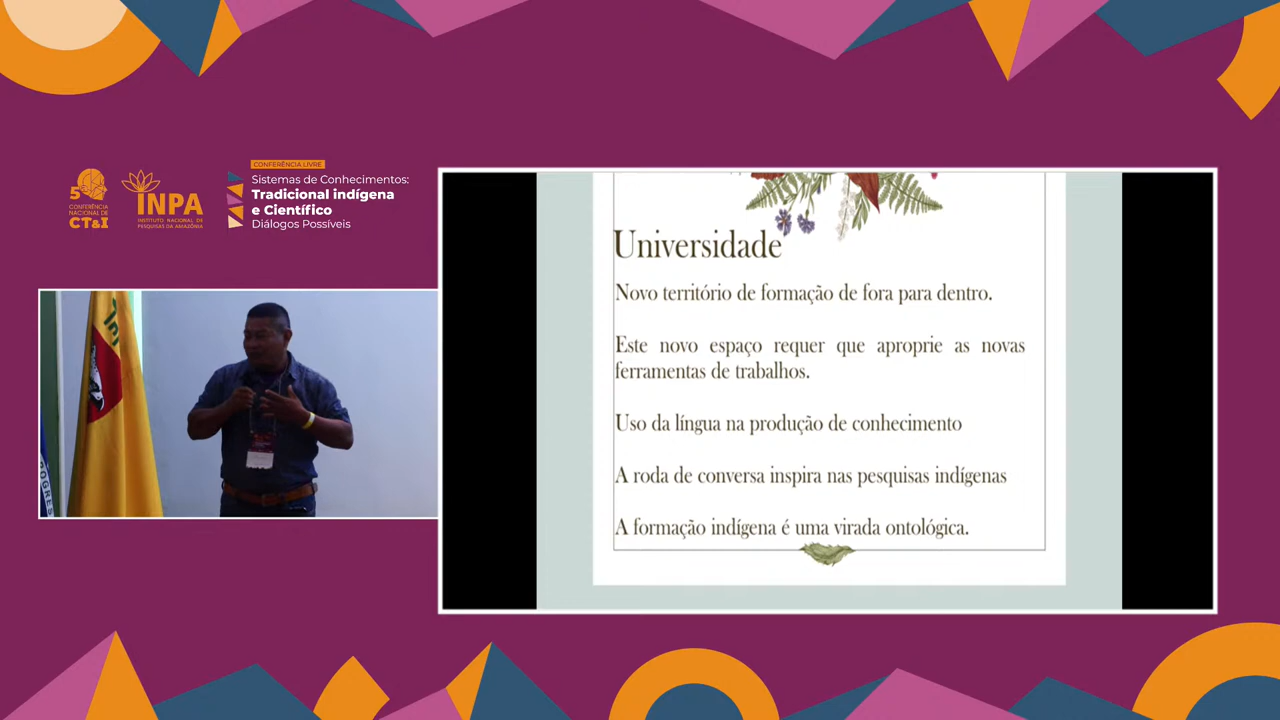 CONFERÊNCIA LIVRE
Sistemas de Conhecimentos:
Tradicional indígena
e Científico
Diálogos Possíveis
5
CONFERÊNCIA
NACIONAL DE
CT&I
INPA
INSTITUTO NACIONAL DE
PESQUISAS DA AMAZÔNIA
Universidade
Novo território de formação de fora para dentro.
Este novo espaço requer que aproprie as novas
ferramentas de trabalhos.
Uso da língua na produção de conhecimento
A roda de conversa inspira nas pesquisas indígenas
A formação indígena é uma virada ontológica.